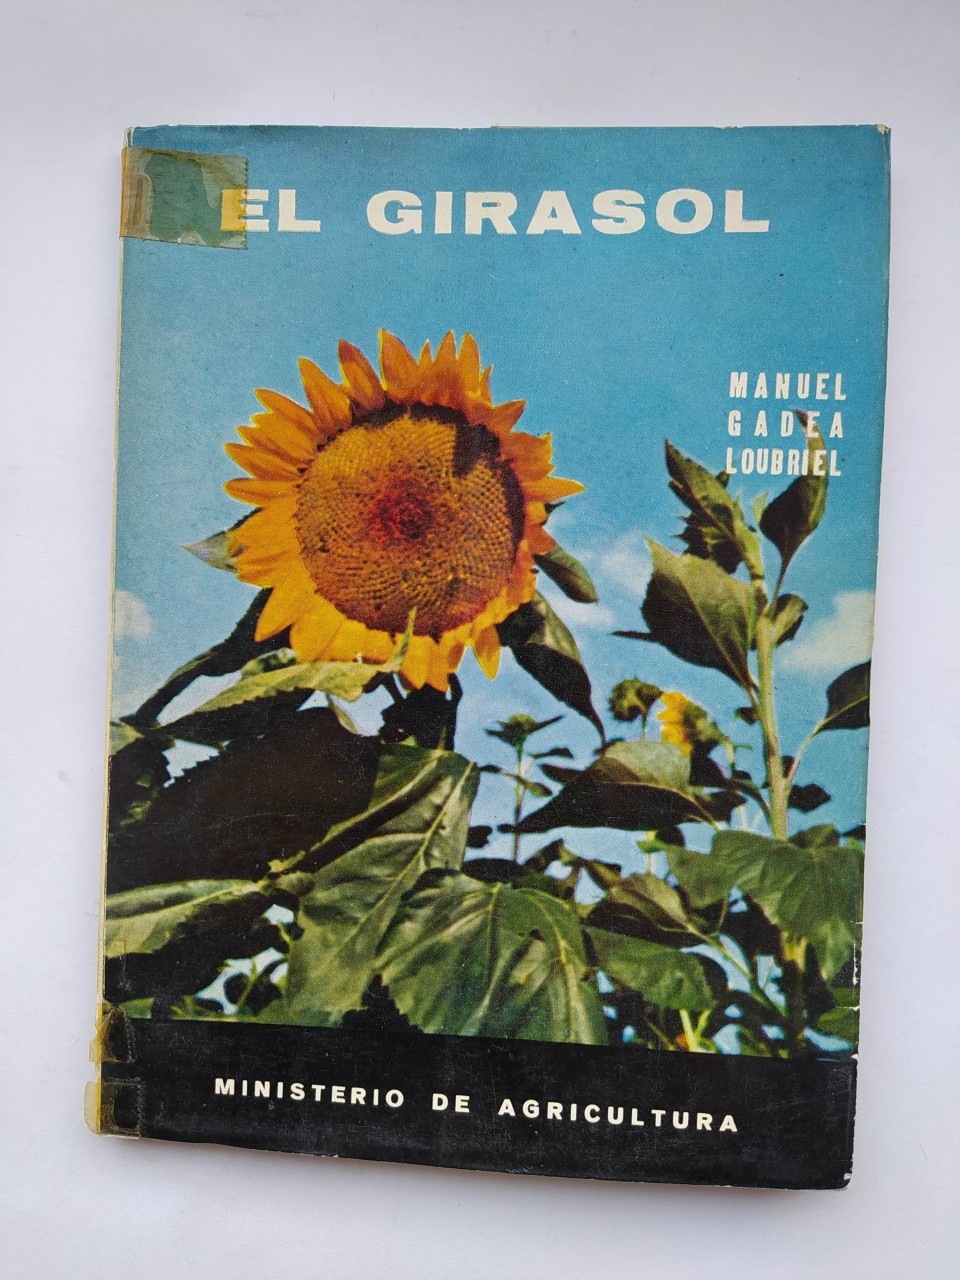 EL GIRASOL
MANUEL
GADEA
LOUBRIEL
MINISTERIO DE AGRICULTURA